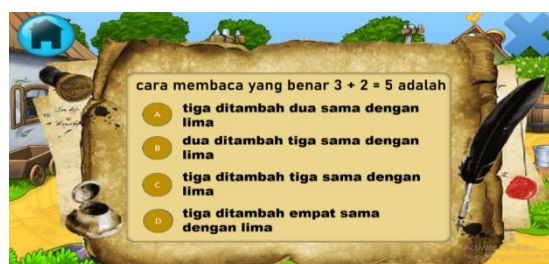 cara membaca yang benar 3 + 2 = 5 adalah
A
tiga ditambah dua sama dengan
lima
B
dua ditambah tiga sama dengan
lima
C
tiga ditambah tiga sama dengan
lima
D
tiga ditambah empat sama
dengan lima